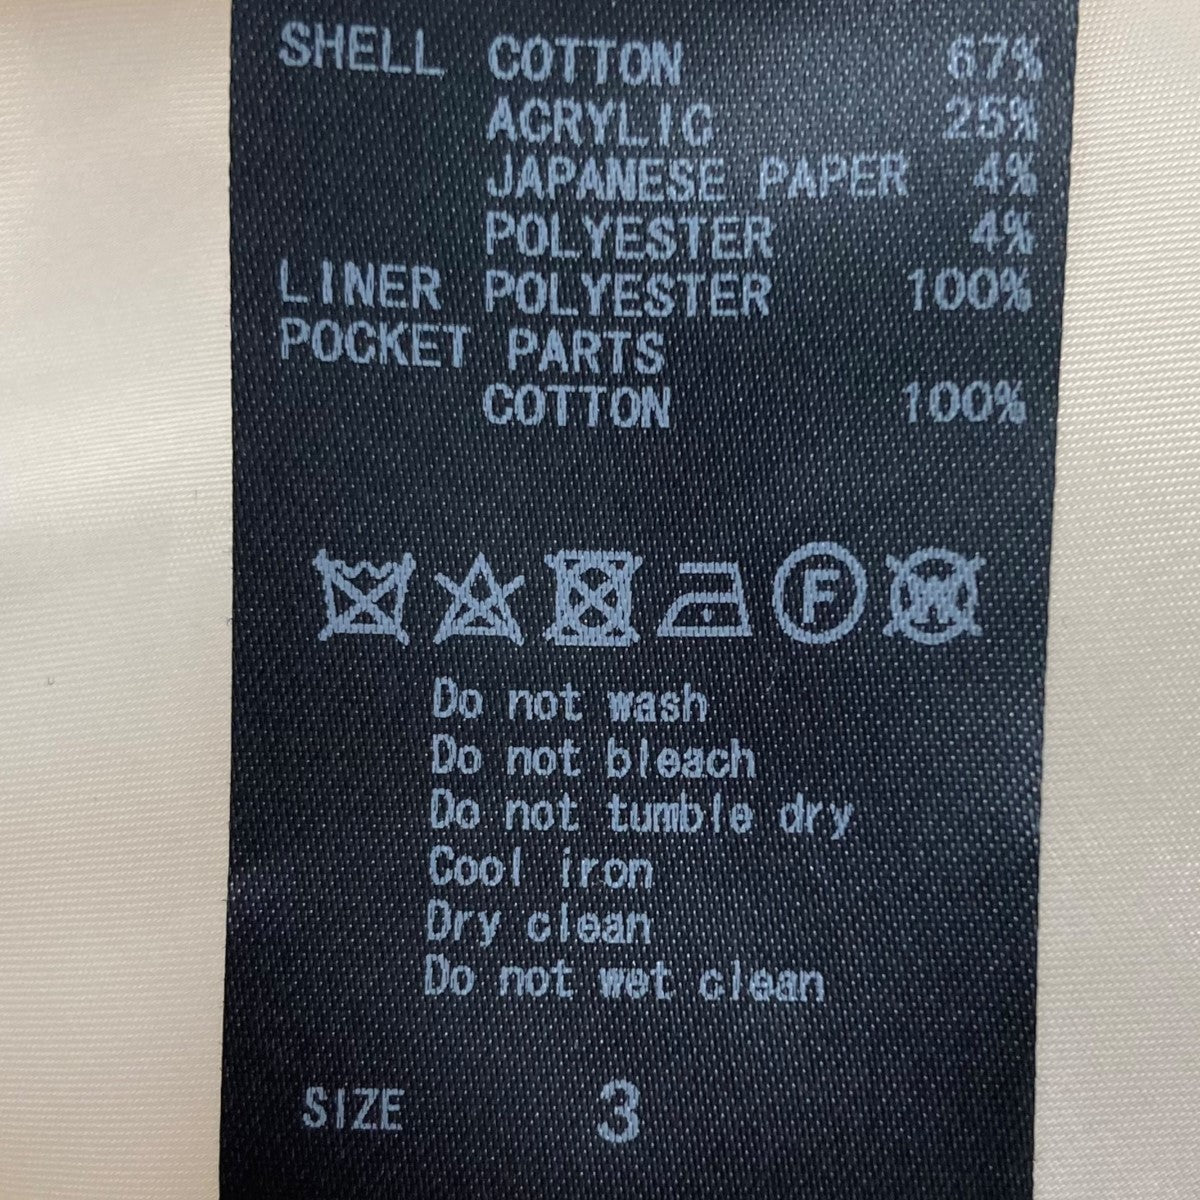 SHELL COTTON 67%
ACRYLIC 25%
JAPANESE PAPER 4%
POLYESTER 4%
LINER POLYESTER 100%
POCKET PARTS
COTTON 100%
F W
Do not wash
Do not bleach
Do not tumble dry
Cool iron
Dry clean
Do not wet clean
SIZE 3